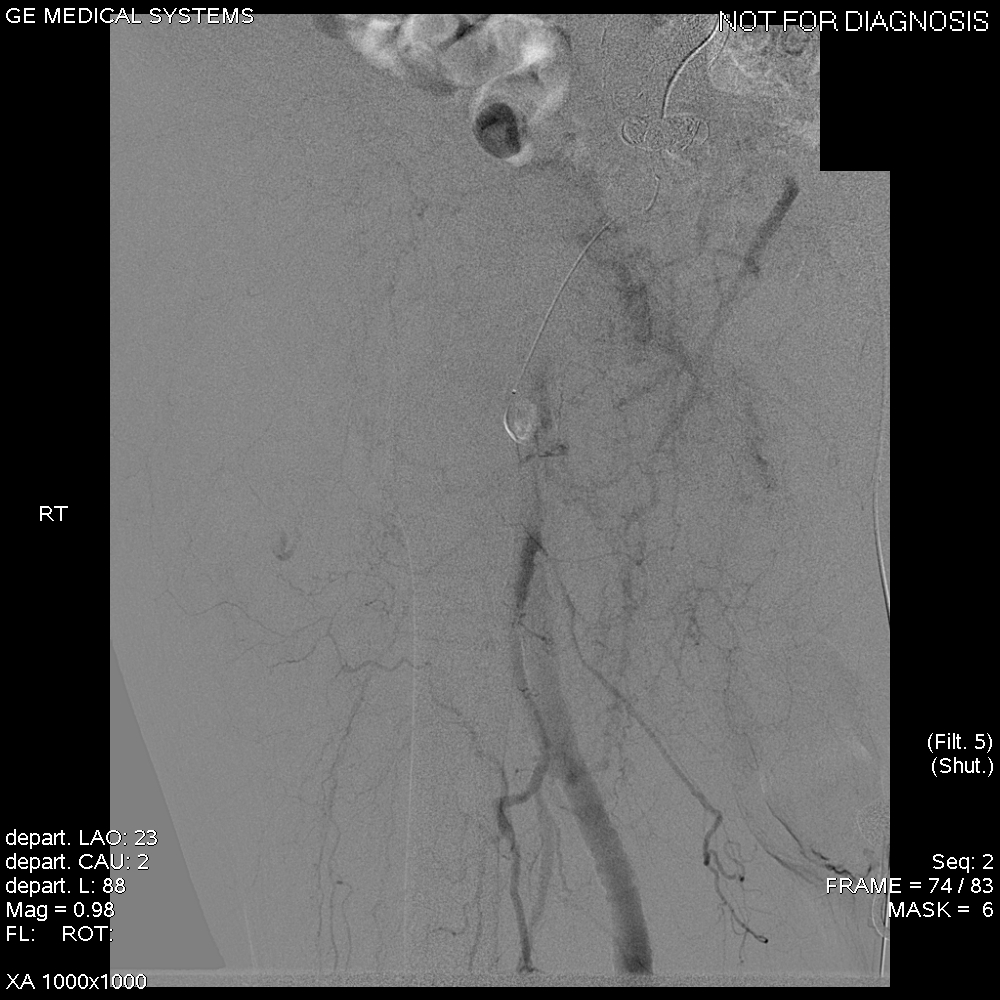 GE MEDICAL SYSTEMS
NOT FOR DIAGNOSIS
RT
(Filt. 5)
(Shut.)
depart. LAO: 23
depart. CAU: 2
depart. L: 88
Mag = 0.98
FL: ROT:
Seq: 2
FRAME = 74 / 83
MASK = 6
XA 1000x1000